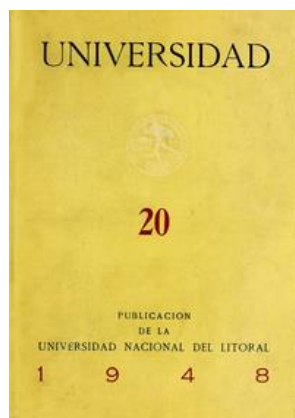 UNIVERSIDAD
20
PUBLICACION
DE LA
UNIVERSIDAD NACIONAL DEL LITORAL
1 9 4 8